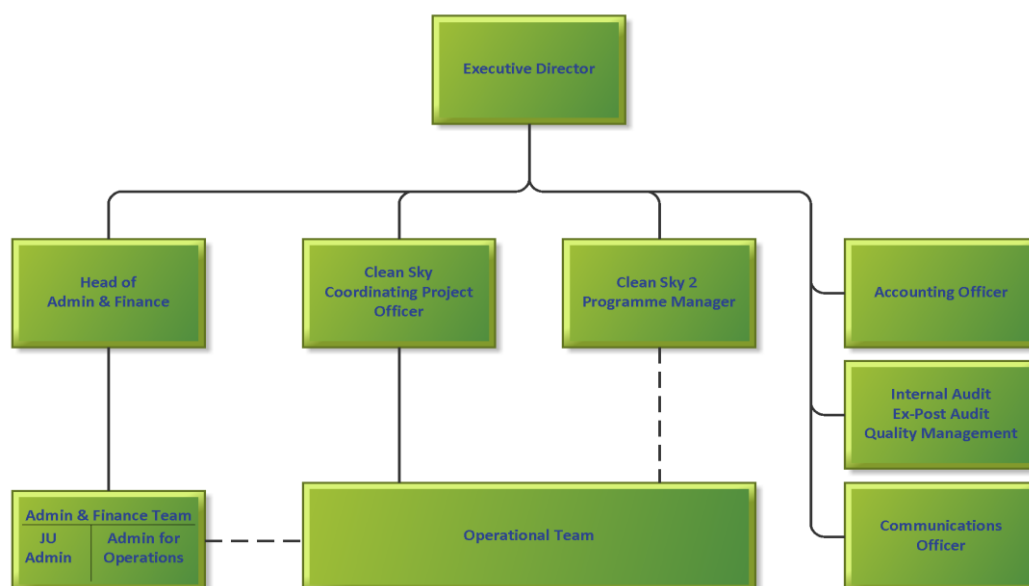 Executive Director
Head of
Admin & Finance
Clean Sky
Coordinating Project
Officer
Clean Sky 2
Programme Manager
Accounting Officer
Internal Audit
Ex-Post Audit
Quality Management
Admin & Finance Team
JU
Admin
Admin for
Operations
Operational Team
Communications
Officer